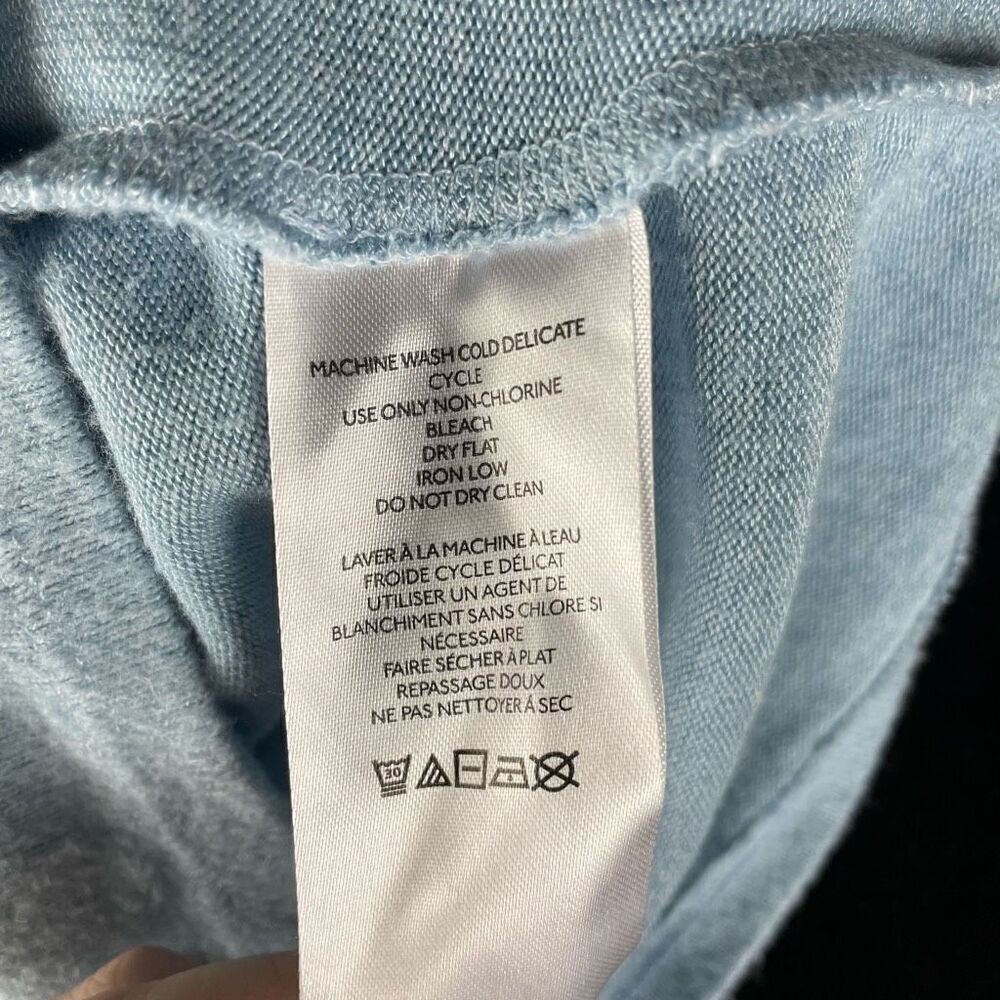 MACHINE WASH COLD DELICATE
CYCLE
USE ONLY NON-CHLORINE
BLEACH
DRY FLAT
IRON LOW
DO NOT DRY CLEAN
LAVER À LA MACHINE À LEAU
FROIDE CYCLE DÉLICAT
UTILISER UN AGENT DE
BLANCHIMENT SANS CHLORE SI
NÉCESSAIRE
FAIRE SÉCHER À PLAT
REPASSAGE DOUX
NE PAS NETTOYER Á SEC
30